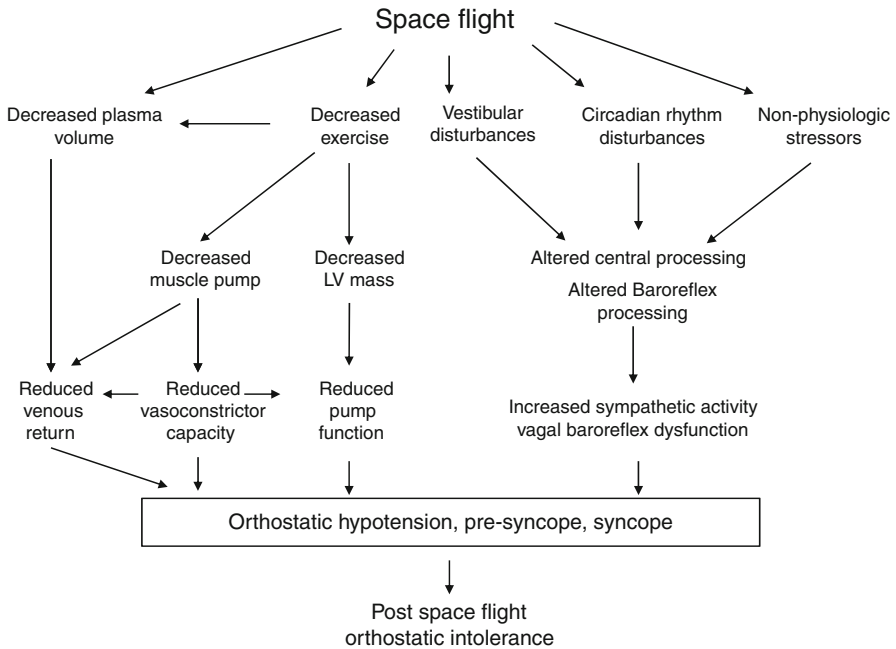 Space flight
Decreased plasma
volume
Decreased
exercise
Vestibular
disturbances
Circadian rhythm
disturbances
Non-physiologic
stressors
Decreased
muscle pump
Decreased
LV mass
Altered central processing
Altered Baroreflex
processing
Reduced
venous
return
Reduced
vasoconstrictor
capacity
Reduced
pump
function
Increased sympathetic activity
vagal baroreflex dysfunction
Orthostatic hypotension, pre-syncope, syncope
Post space flight
orthostatic intolerance